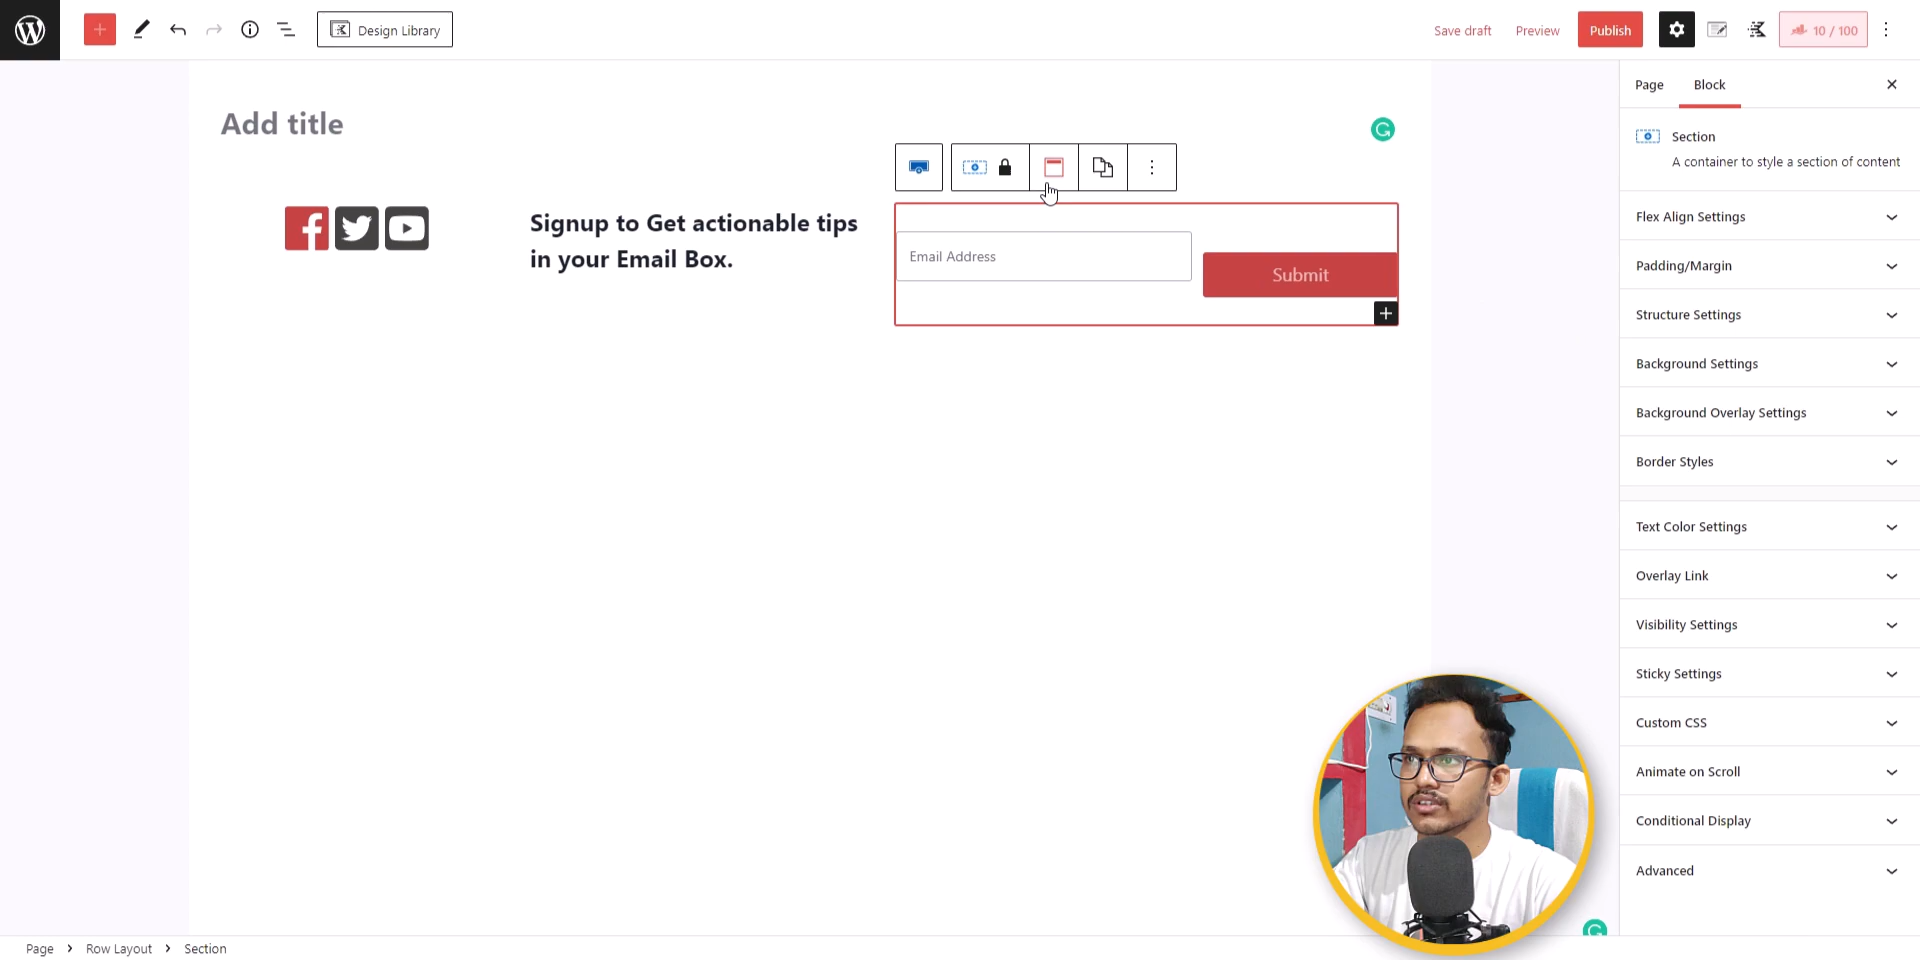 Design Library
Save draft
Preview
Publish
10 / 100
Page
Block
Section
A container to style a section of content
Add title
Signup to Get actionable tips
in your Email Box.
Email Address
Submit
Flex Align Settings
Padding/Margin
Structure Settings
Background Settings
Background Overlay Settings
Border Styles
Text Color Settings
Overlay Link
Visibility Settings
Sticky Settings
Custom CSS
Animate on Scroll
Conditional Display
Advanced
Page > Row Layout > Section